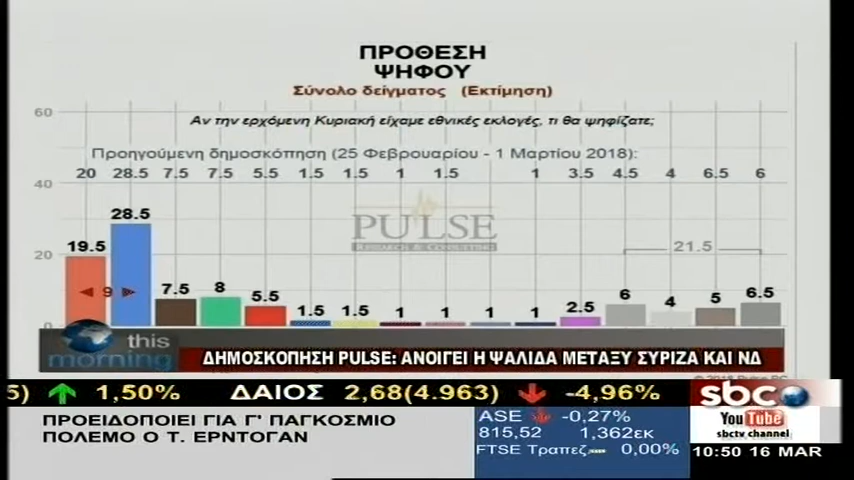 ΠΡΟΘΕΣΗ
ΨΗΦΟΥ
Σύνολο δείγματος (Εκτίμηση)
60
Αν την ερχόμενη Κυριακή είχαμε εθνικές εκλογές, τι θα ψηφίζατε;
Προηγούμενη δημοσκόπηση (25 Φεβρουαρίου - 1 Μαρτίου 2018):
20 28.5 7.5 7.5 5.5 1.5 1.5 1 1.5 1 3.5 4.5 4 6.5 6
40
PULSE
RESEARCH & CONSULTING
21.5
20
19.5 28.5 7.5 8 5.5 1.5 1.5 1 1 1 1 2.5 6 4 5 6.5
9
this
morning
ΔΗΜΟΣΚΟΠΗΣΗ PULSE: ΑΝΟΙΓΕΙ Η ΨΑΛΙΔΑ ΜΕΤΑΞΥ ΣΥΡΙΖΑ ΚΑΙ ΝΔ
5) 1,50% ΔΑΙΟΣ 2,68(4.963) -4,96%
sbc
ΠΡΟΕΙΔΟΠΟΙΕΙ ΓΙΑ Γ' ΠΑΓΚΟΣΜΙΟ
ΠΟΛΕΜΟ Ο Τ. ΕΡΝΤΟΓΑΝ
ASE -0,27%
815,52 1,362εκ
FTSE Τραπεζ 0,00%
YouTube
sbctv channel
10:50 16 MAR